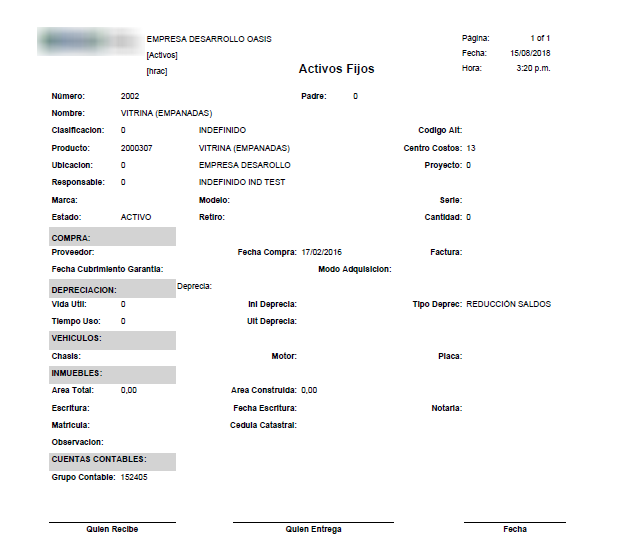 EMPRESA DESARROLLO OASIS Página: 1 of 1
[Activos] Fecha: 15/08/2018
[hrac] Activos Fijos Hora: 3:20 p.m.
Número: 2002 Padre: 0
Nombre: VITRINA (EMPANADAS)
Clasificacion: 0 INDEFINIDO Codigo Alt:
Producto: 2000307 VITRINA (EMPANADAS) Centro Costos: 13
Ubicacion: 0 EMPRESA DESAROLLO Proyecto: 0
Responsable: 0 INDEFINIDO IND TEST
Marca: Modelo: Serie:
Estado: ACTIVO Retiro: Cantidad: 0
COMPRA:
Proveedor: Fecha Compra: 17/02/2016 Factura:
Fecha Cubrimiento Garantia: Modo Adquisicion:
DEPRECIACION: Deprecia:
Vida Util: 0 Ini Deprecia: Tipo Deprec: REDUCCIÓN SALDOS
Tiempo Uso: 0 Ult Deprecia:
VEHICULOS:
Chasis: Motor: Placa:
INMUEBLES:
Area Total: 0,00 Area Construida: 0,00
Escritura: Fecha Escritura: Notaria:
Matricula: Cedula Catastral:
Observacion:
CUENTAS CONTABLES:
Grupo Contable: 152405
Quien Recibe Quien Entrega Fecha